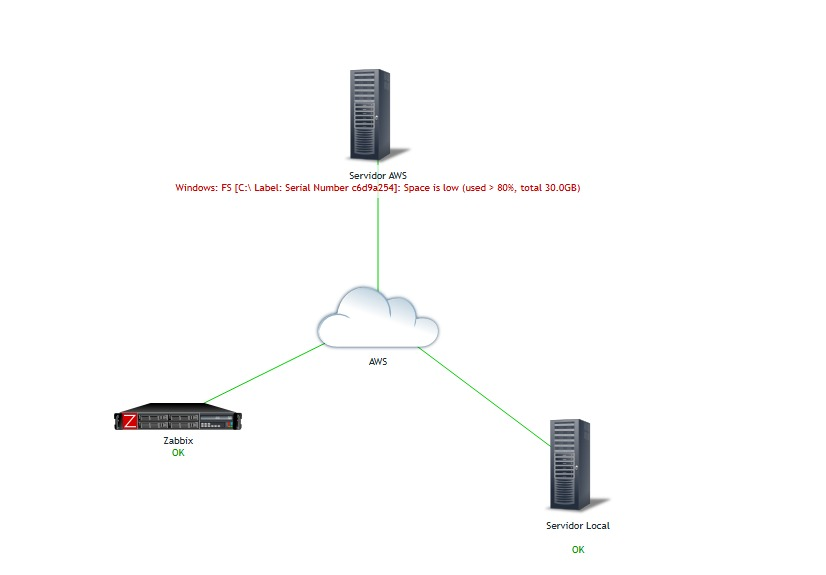 Servidor AWS
Windows: FS [C:\ Label: Serial Number c6d9a254]: Space is low (used > 80%, total 30.0GB)
AWS
Z
Zabbix
OK
Servidor Local
OK